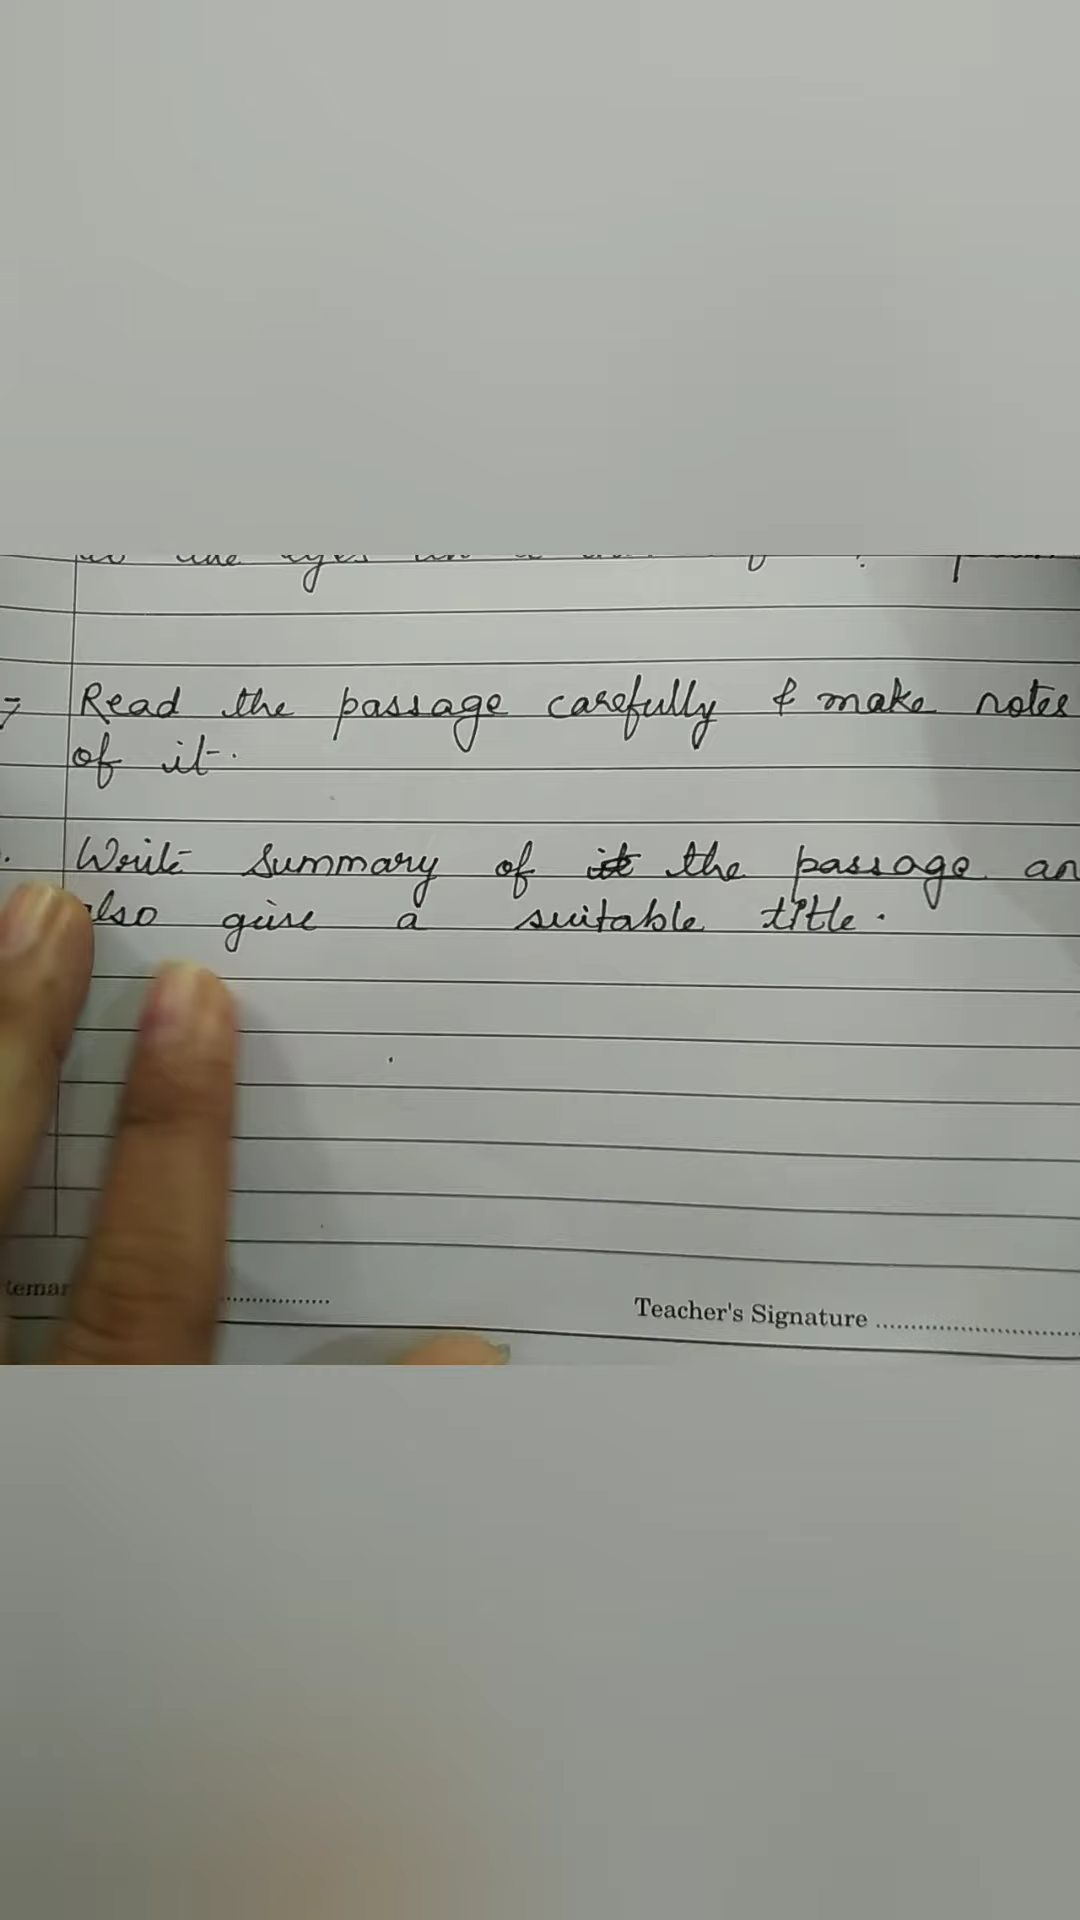 Read the passage carefully & make notes
of it.
Write summary of it the passage an
also give a suitable title.
Teacher's Signature